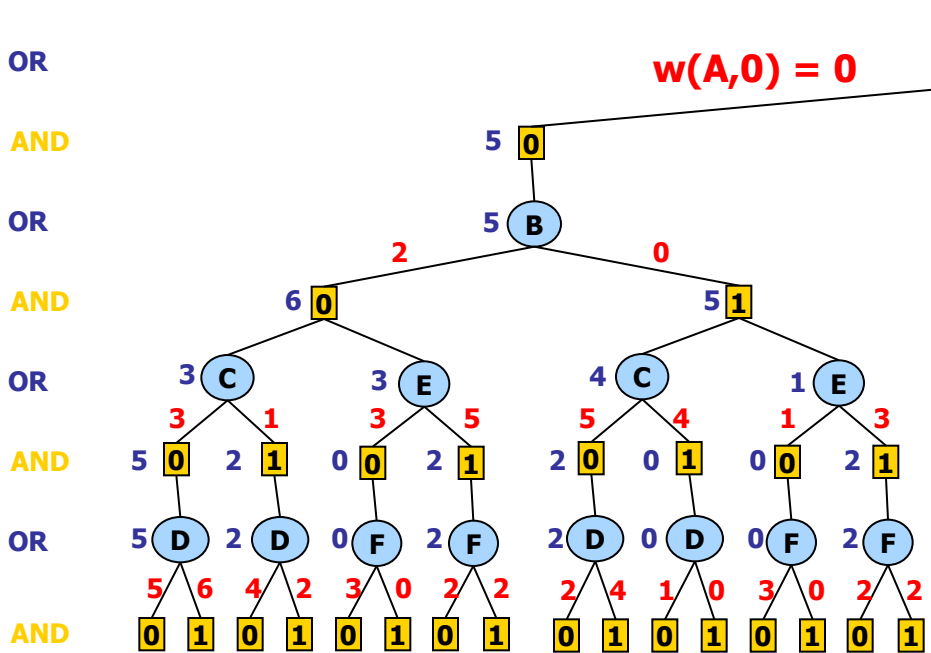 OR
w(A,0) = 0
AND 5 0
OR 5 B
2 0
AND 6 0 5 1
OR 3 C 3 E 4 C 1 E
3 1 3 5 5 4 1 3
AND 5 0 2 1 0 0 2 1 2 0 0 1 0 0 2 1
OR 5 D 2 D 0 F 2 F 2 D 0 D 0 F 2 F
5 6 4 2 3 0 2 2 2 4 1 0 3 0 2 2
AND 0 1 0 1 0 1 0 1 0 1 0 1 0 1 0 1